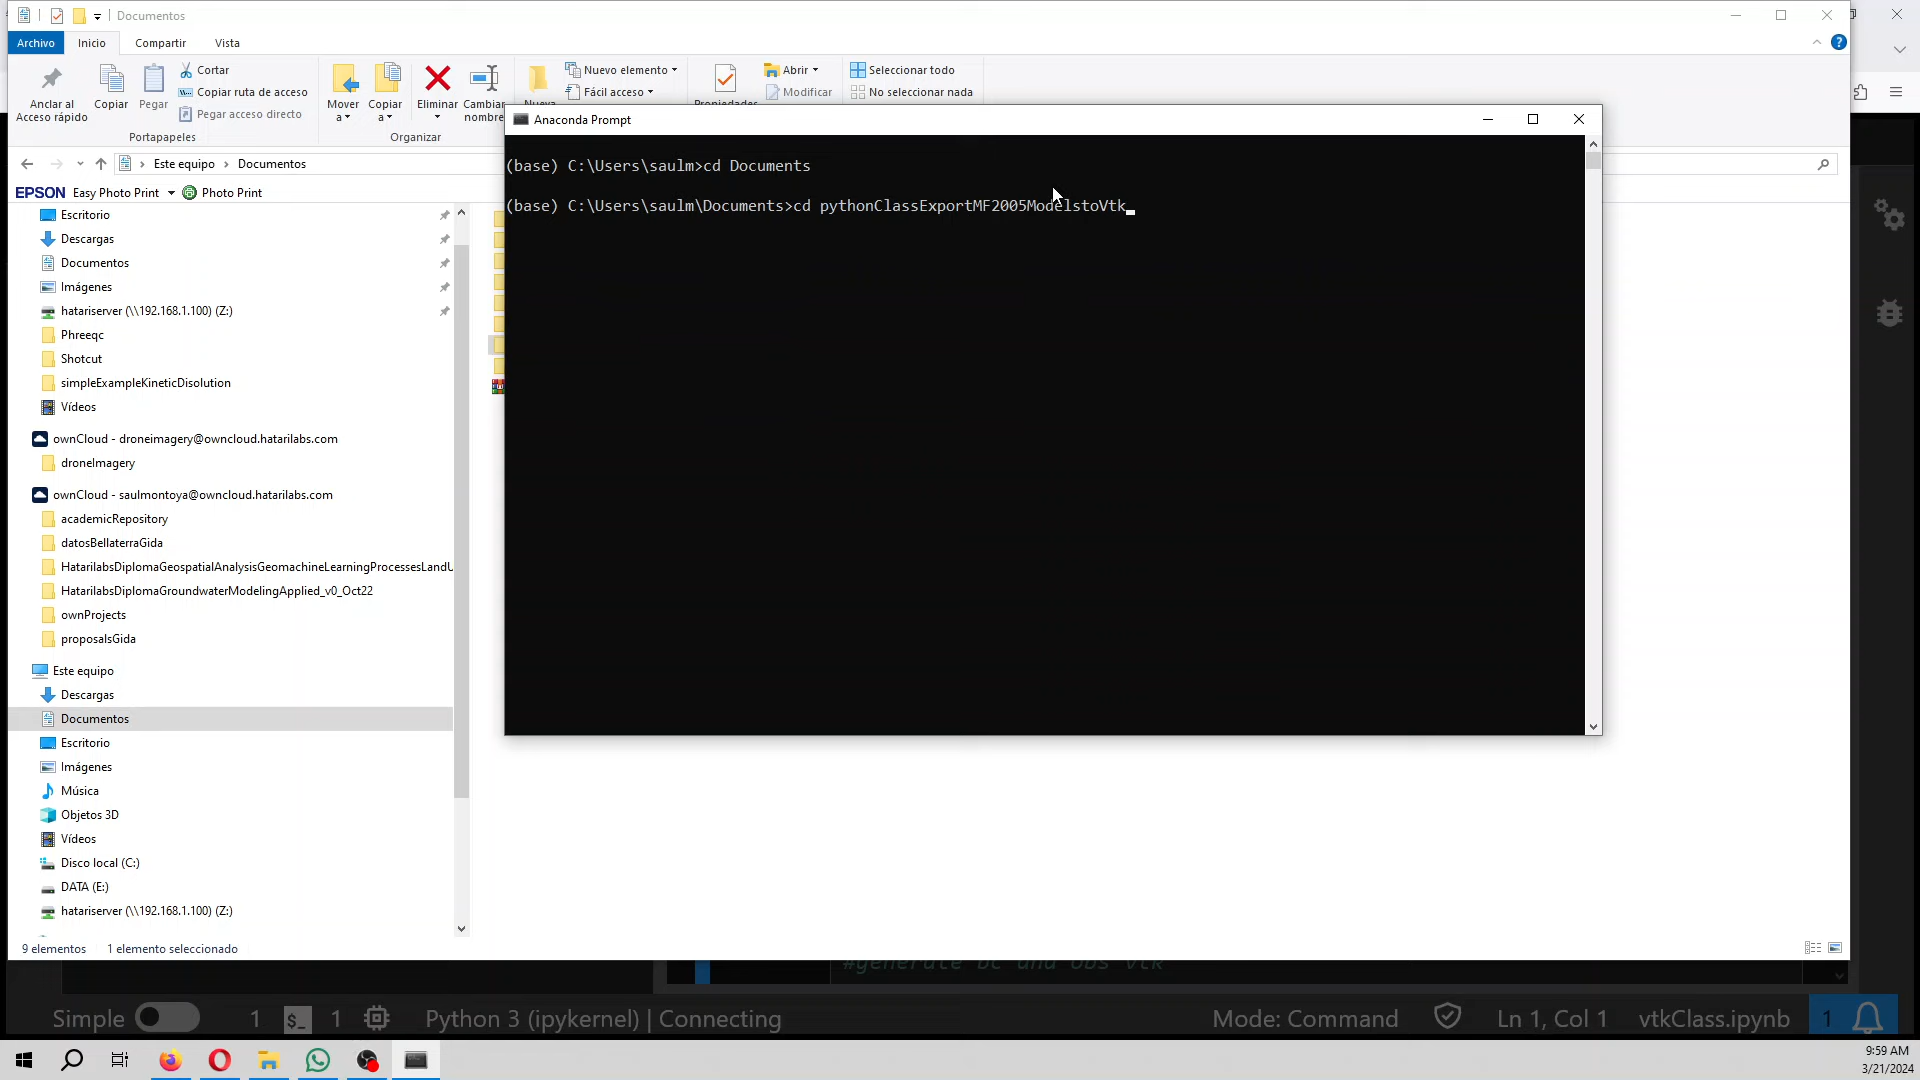 Documentos
Archivo
Inicio
Compartir
Vista
Anclar al
Acceso rápido
Copiar
Pegar
Cortar
Copiar ruta de acceso
Pegar acceso directo
Portapapeles
Mover
a
Copiar
a
Eliminar
Cambiar
nombre
Organizar
Nuevo elemento
Fácil acceso
Abrir
Modificar
Seleccionar todo
No seleccionar nada
Este equipo > Documentos
EPSON Easy Photo Print
Photo Print
Anaconda Prompt
(base) C:\Users\saulm>cd Documents
(base) C:\Users\saulm\Documents>cd pythonClassExportMF2005ModelstoVtk
Escritorio
Descargas
Documentos
Imágenes
hatariserver (\\192.168.1.100) (Z:)
Phreeqc
Shotcut
simpleExampleKineticDisolution
Vídeos
ownCloud - droneimagery@owncloud.hatarilabs.com
droneImagery
ownCloud - saulmontoya@owncloud.hatarilabs.com
academicRepository
datosBellaterraGida
HatarilabsDiplomaGeospatialAnalysisGeomachineLearningProcessesLandU
HatarilabsDiplomaGroundwaterModelingApplied_v0_Oct22
ownProjects
proposalsGida
Este equipo
Descargas
Documentos
Escritorio
Imágenes
Música
Objetos 3D
Vídeos
Disco local (C:)
DATA (E:)
hatariserver (\\192.168.1.100) (Z:)
9 elementos
1 elemento seleccionado
#generate bc and obs vtk
Simple
1
1
Python 3 (ipykernel) | Connecting
Mode: Command
Ln 1, Col 1
vtkClass.ipynb
1
9:59 AM
3/21/2024